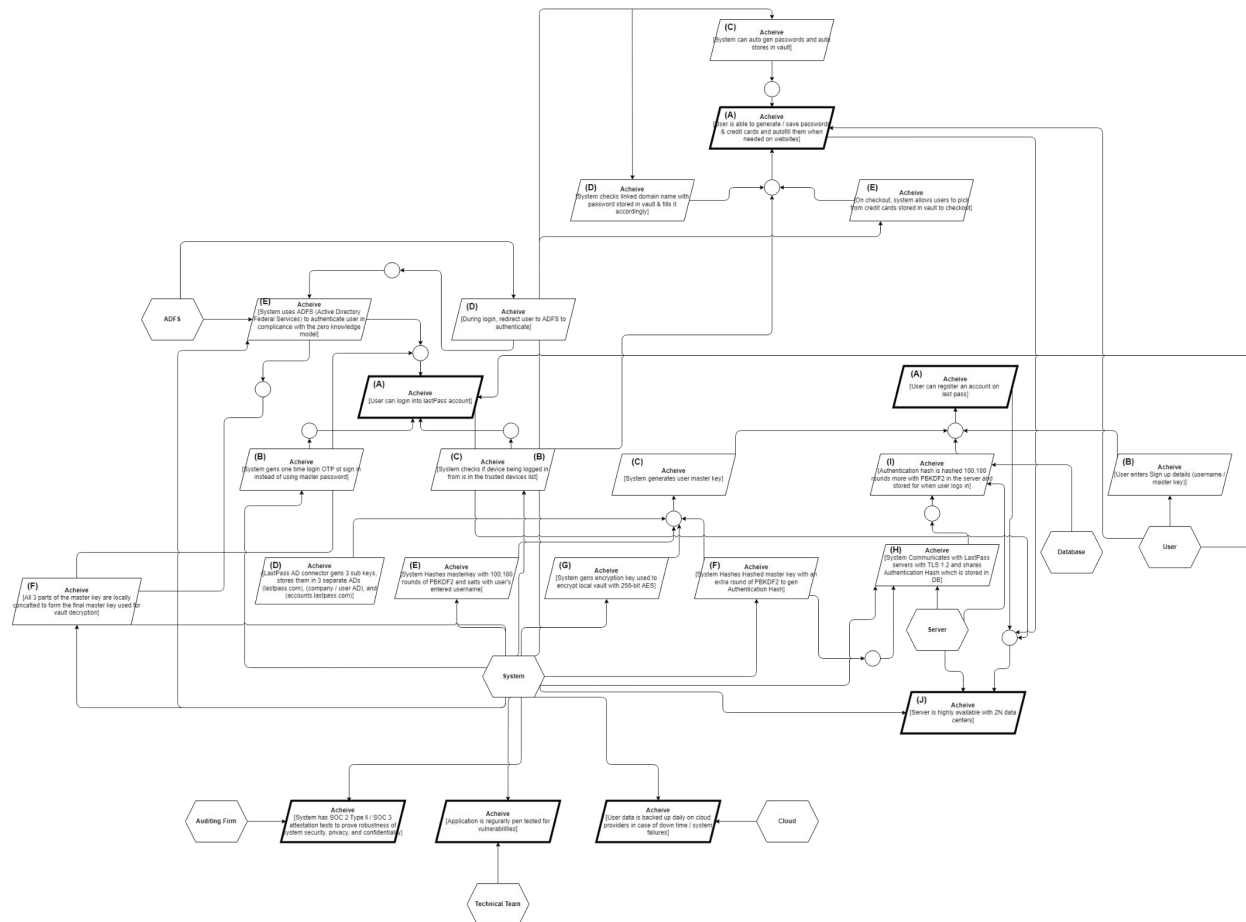 (C)
Acheive
[System can auto gen passwords and auto
stores in vault]
(A)
Acheive
[User is able to generate / save passwords
& credit cards and autofill them when
needed on websites]
(D)
Acheive
[System checks linked domain name with
password stored in vault & fills it
accordingly]
(E)
Acheive
[On checkout, system allows users to pick
from credit cards stored in vault to checkout]
ADFS
(E)
Acheive
[System uses ADFS (Active Directory
Federal Services) to authenticate user in
complicance with the zero knowledge
model]
(D)
Acheive
[During login, redirect user to ADFS to
authenticate]
(A)
Acheive
[User can login into lastPass account]
(A)
Acheive
[User can register an account on
last pass]
(B)
Acheive
[System gens one time login OTP ot sign in
instead of using master password]
(C)
Acheive
(B)
[System checks if device being logged in
from is in the trusted devices list]
(C)
Acheive
[System generates user master key]
(I)
Acheive
[Authentication hash is hashed 100,100
rounds more with PBKDF2 in the server and
stored for when user logs in]
(B)
Acheive
[User enters Sign up details (username /
master key)]
(F)
Acheive
[All 3 parts of the master key are locally
concatted to form the final master key used for
vault decryption]
(D)
Acheive
[LastPass AD connector gens 3 sub keys,
stores them in 3 separate ADs
(lastpass.com), (company / user AD), and
(accounts.lastpass.com)]
(E)
Acheive
[System Hashes masterkey with 100,100
rounds of PBKDF2 and salts with users
entered username]
(G)
Acheive
[System gens encryption key used to
encrypt local vault with 256-bit AES]
(F)
Acheive
[System Hashes Hashed master key with an
extra round of PBKDF2 to gen
Authentication Hash]
(H)
Acheive
[System Communicates with LastPass
servers with TLS 1.2 and shares
Authentication Hash which is stored in
DB]
Database
User
Server
System
(J)
Acheive
[Server is highly available with 2N data
centers]
Auditing Firm
Acheive
[System has SOC 2 Type II / SOC 3
attestation tests to prove robustness of
system security, privacy, and confidentiality]
Acheive
[Application is regurarly pen tested for
vulnerabilities]
Acheive
[User data is backed up daily on cloud
providers in case of down time / system
failures]
Cloud
Technical Team